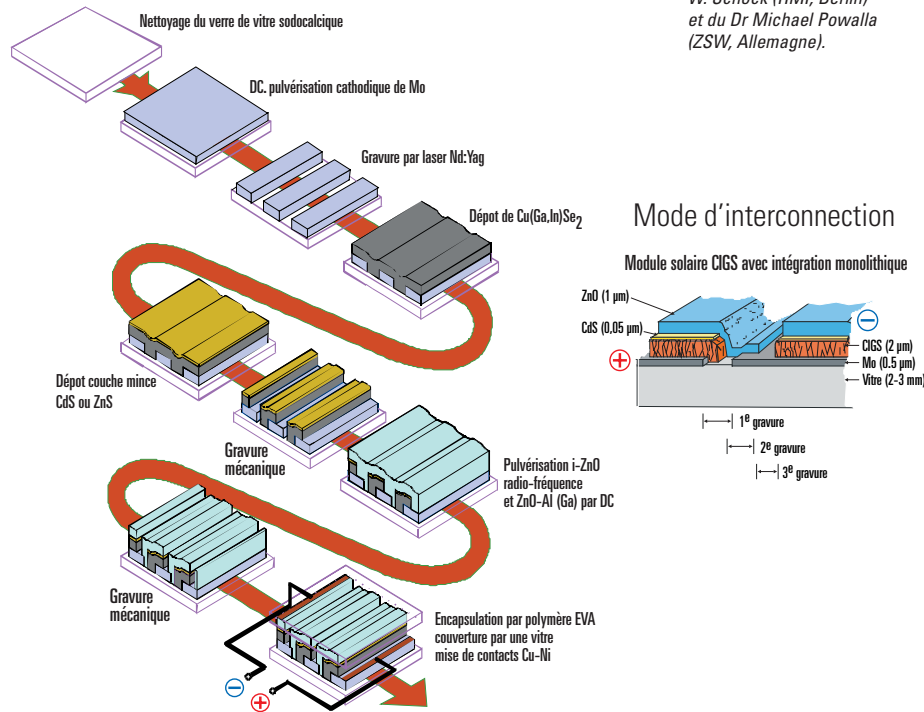 W. Schock (HMI, Berlin)
et du Dr Michael Powalla
(ZSW, Allemagne).
Nettoyage du verre de vitre sodocalcique
DC. pulvérisation cathodique de Mo
Gravure par laser Nd:Yag
Dépot de Cu(Ga,In)Se2
Dépot couche mince
CdS ou ZnS
Gravure
mécanique
Pulvérisation i-ZnO
radio-fréquence
et ZnO-Al (Ga) par DC
Gravure
mécanique
Encapsulation par polymère EVA
couverture par une vitre
mise de contacts Cu-Ni
−
+
Mode d'interconnection
Module solaire CIGS avec intégration monolithique
ZnO (1 µm)
CdS (0,05 µm)
+
−
CIGS (2 µm)
Mo (0.5 µm)
Vitre (2-3 mm)
1e gravure
2e gravure
3e gravure